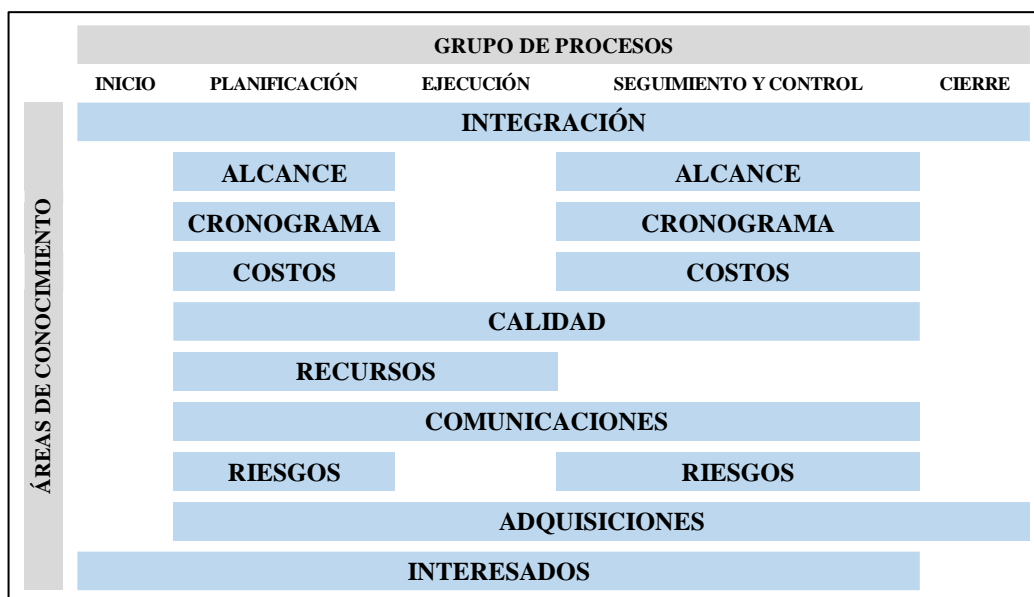 GRUPO DE PROCESOS
INICIO PLANIFICACIÓN EJECUCIÓN SEGUIMIENTO Y CONTROL CIERRE
ÁREAS DE CONOCIMIENTO
INTEGRACIÓN
ALCANCE ALCANCE
CRONOGRAMA CRONOGRAMA
COSTOS COSTOS
CALIDAD
RECURSOS
COMUNICACIONES
RIESGOS RIESGOS
ADQUISICIONES
INTERESADOS